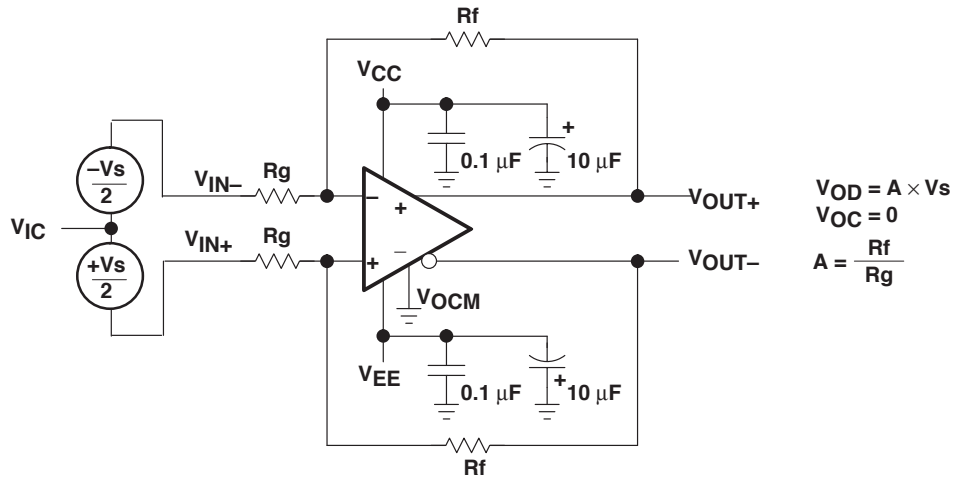 Rf
VCC
0.1 μF
10 μF
+
−Vs
2
VIN−
Rg
VIC
VIN+
Rg
+Vs
2
−
+
+
−
VOUT+
VOUT−
VOD = A × Vs
VOC = 0
A = Rf
Rg
VOCM
VEE
0.1 μF
+
10 μF
Rf